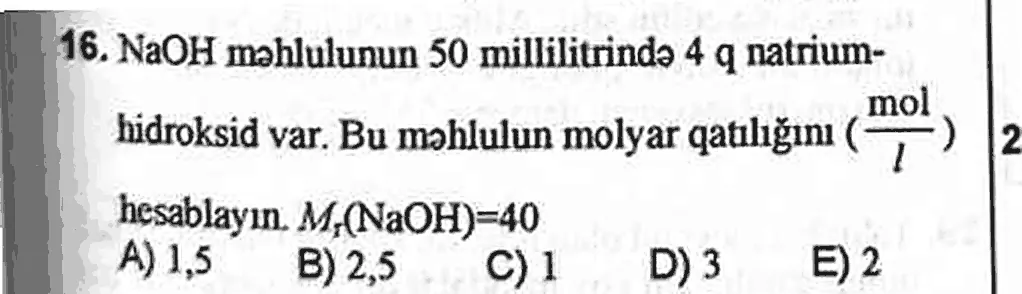 16. NaOH məhlulunun 50 millilitrində 4 q natrium-
hidroksid var. Bu məhlulun molyar qatılığını (mol/l)
hesablayın. Mr(NaOH)=40
A) 1,5 B) 2,5 C) 1 D) 3 E) 2
2